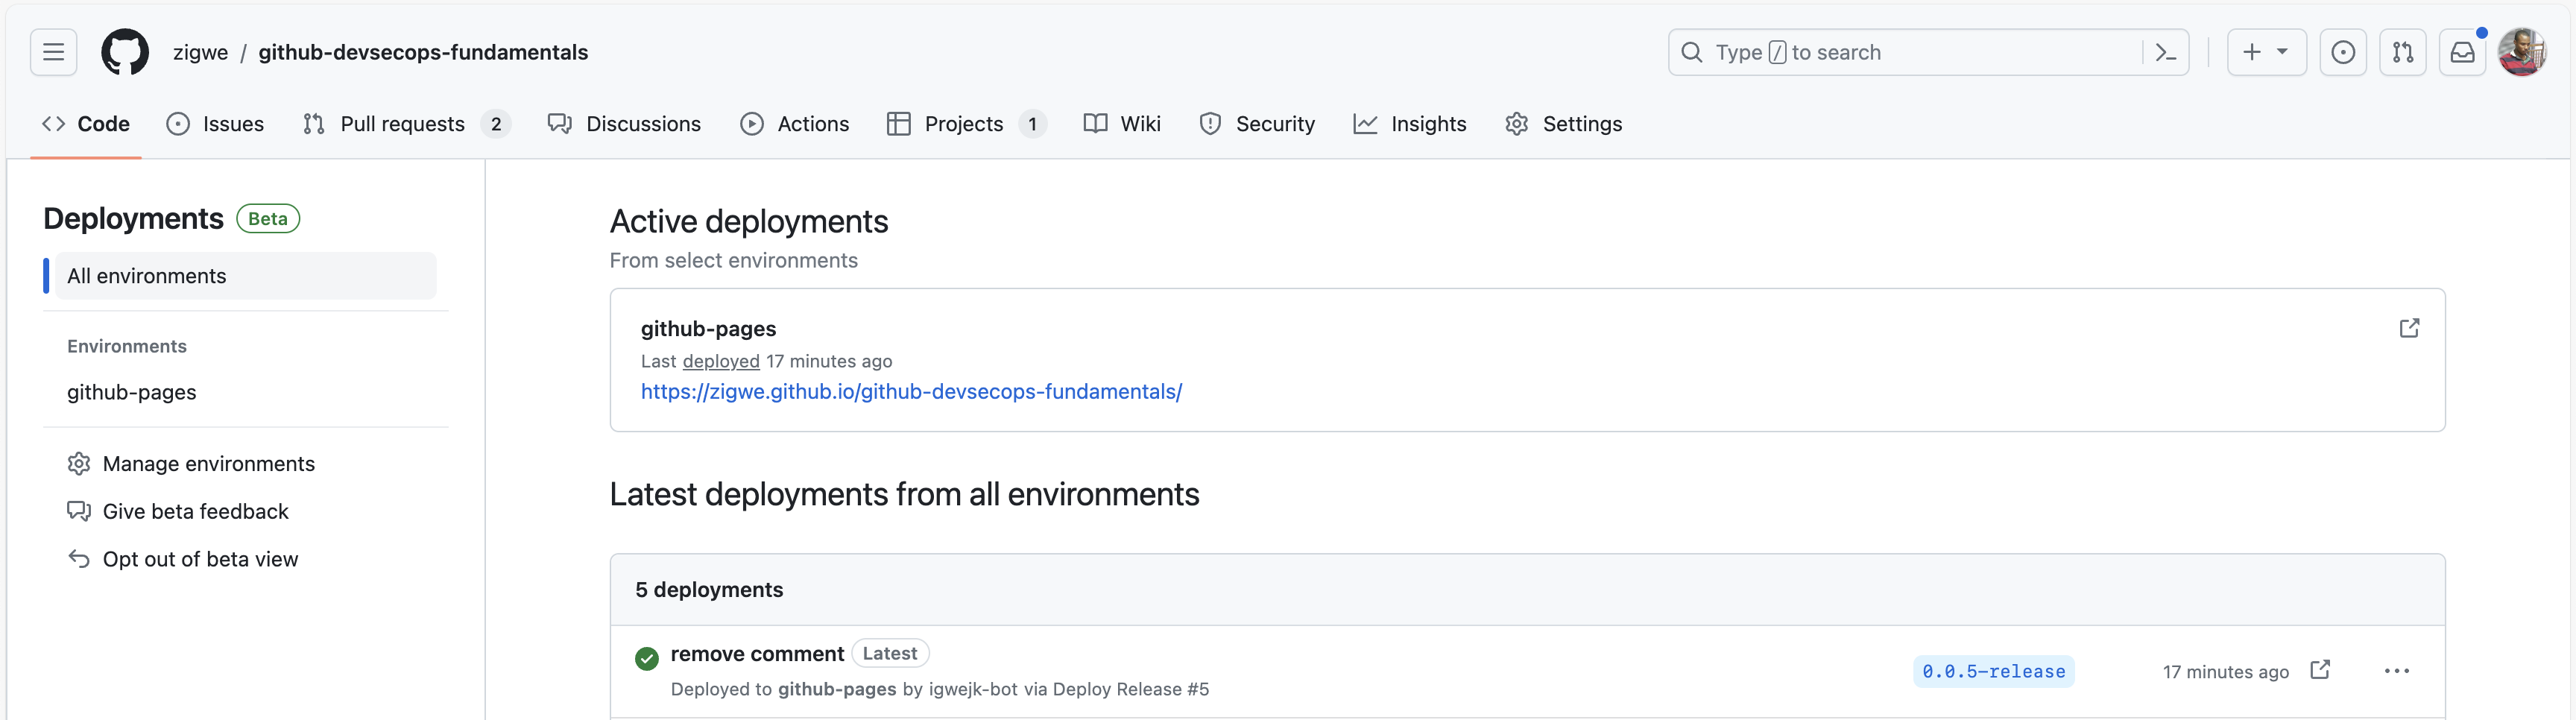 zigwe / github-devsecops-fundamentals
Type / to search
Code Issues Pull requests 2 Discussions Actions Projects 1 Wiki Security Insights Settings
Deployments Beta
All environments
Environments
github-pages
Manage environments
Give beta feedback
Opt out of beta view
Active deployments
From select environments
github-pages
Last deployed 17 minutes ago
https://zigwe.github.io/github-devsecops-fundamentals/
Latest deployments from all environments
5 deployments
remove comment Latest
Deployed to github-pages by igwejk-bot via Deploy Release #5
0.0.5-release
17 minutes ago